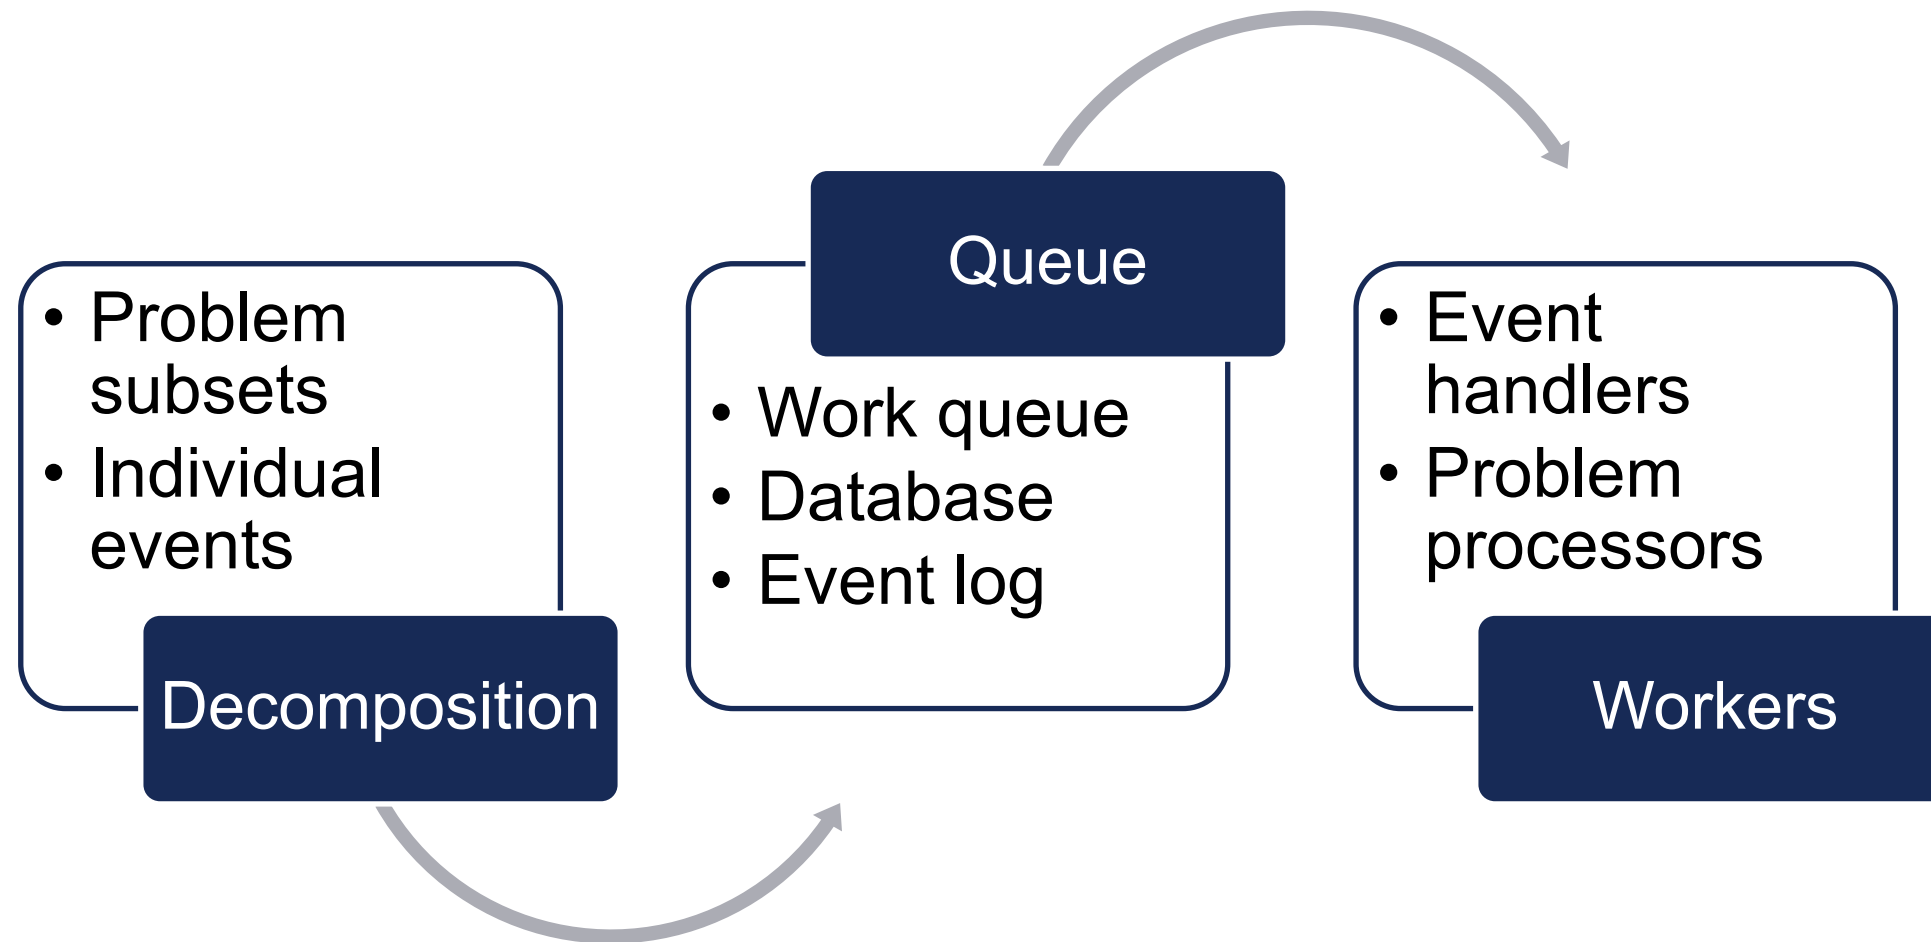 • Problem
subsets
• Individual
events
Decomposition
Queue
• Work queue
• Database
• Event log
• Event
handlers
• Problem
processors
Workers